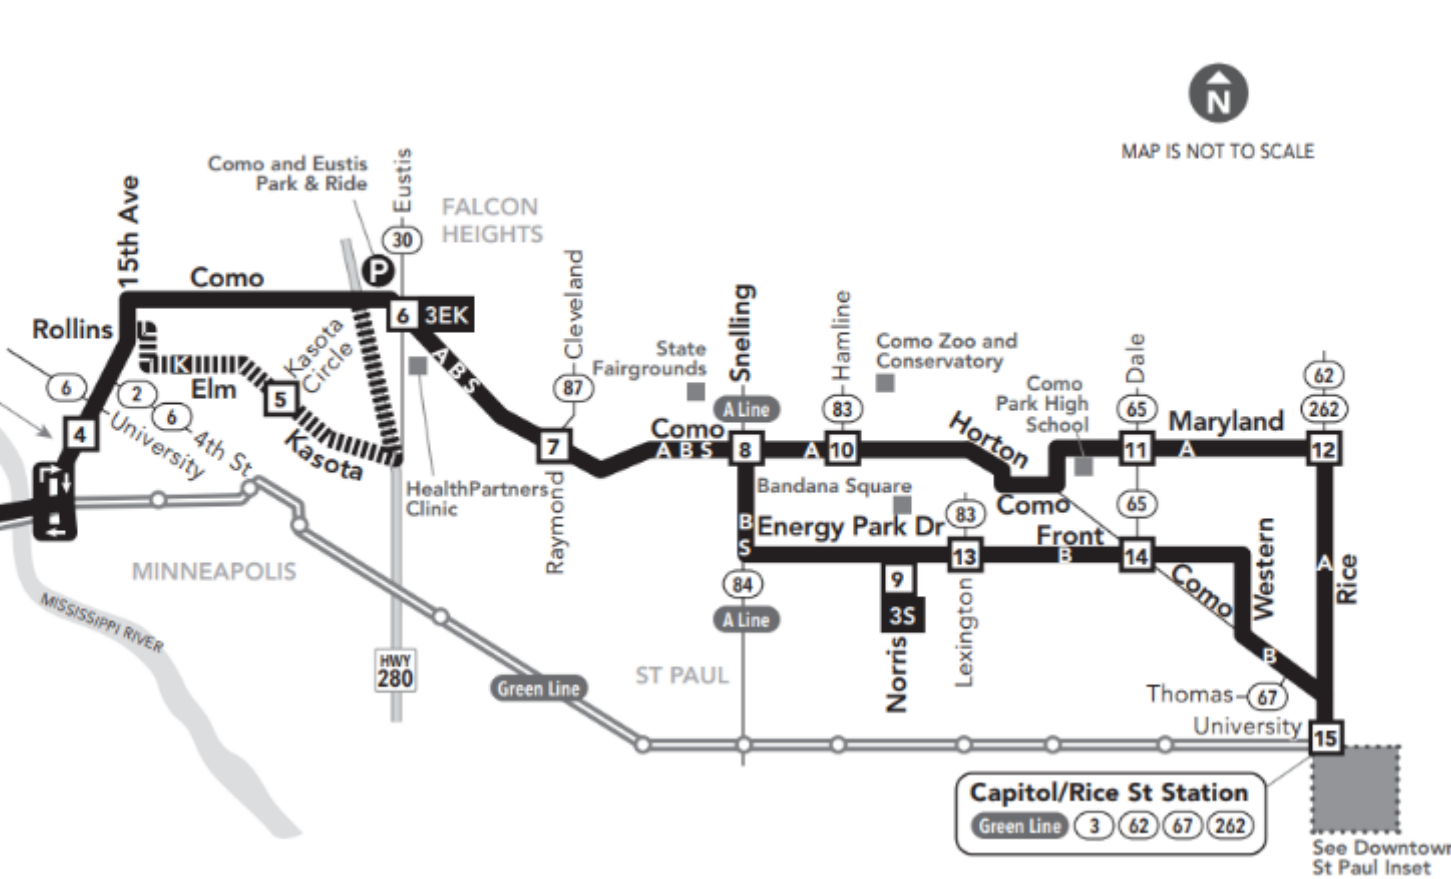 N
MAP IS NOT TO SCALE
Como and Eustis
Park & Ride
Eustis
30
FALCON
HEIGHTS
15th Ave
Como
P
6
3EK
Rollins
Kasota
Circle
Cleveland
K
Elm
5
Kasota
6
2
6
4
University
4th St
A B S
87
State
Fairgrounds
Snelling
Hamline
Como Zoo and
Conservatory
Como
Park High
School
Dale
62
A Line
83
65
262
7
Como
A B S
8
A
10
Horton
11
Maryland
A
12
HealthPartners
Clinic
Raymond
Bandana Square
Como
65
B
S
Energy Park Dr
83
Front
13
B
14
Western
A
Rice
MINNEAPOLIS
MISSISSIPPI RIVER
84
9
Como
A Line
3S
Norris
Lexington
B
HWY
280
Green Line
ST PAUL
Thomas
67
University
15
Capitol/Rice St Station
Green Line 3 62 67 262
See Downtown
St Paul Inset